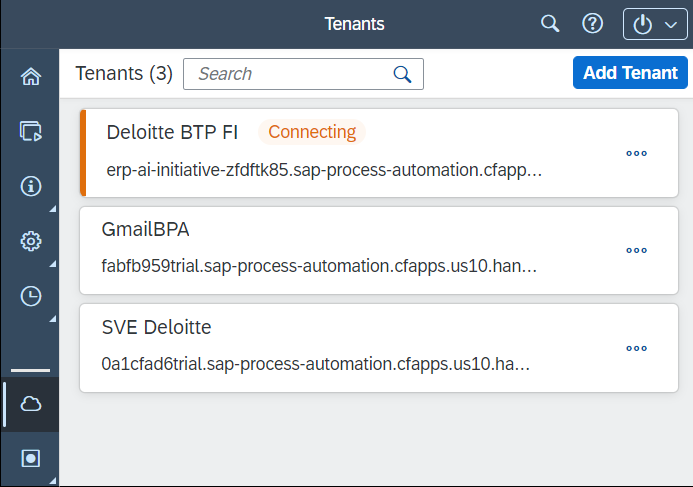 Tenants
Tenants (3)
Search
Add Tenant
Deloitte BTP FI
Connecting
erp-ai-initiative-zfdftk85.sap-process-automation.cfapp...
GmailBPA
fabfb959trial.sap-process-automation.cfapps.us10.han...
SVE Deloitte
0a1cfad6trial.sap-process-automation.cfapps.us10.ha...